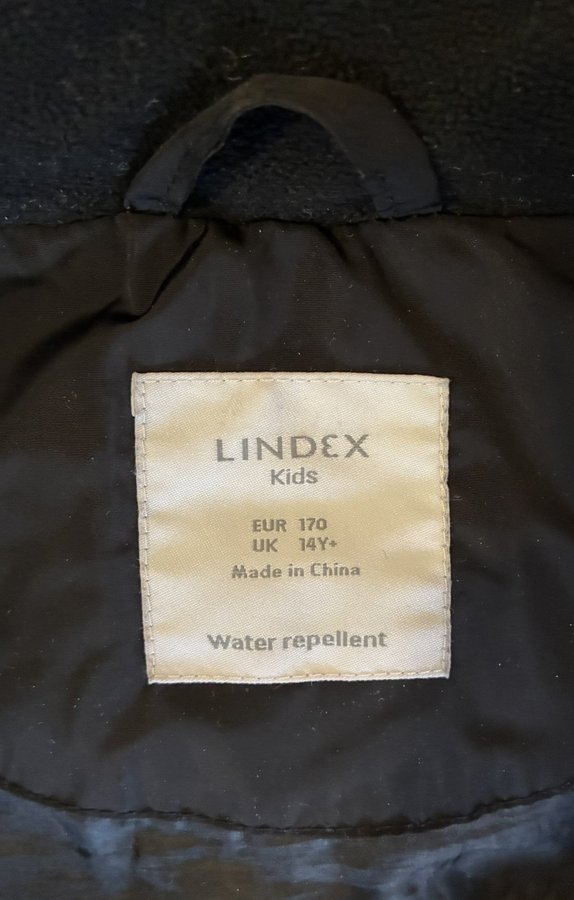 LINDEX
Kids
EUR 170
UK 14Y+
Made in China
Water repellent